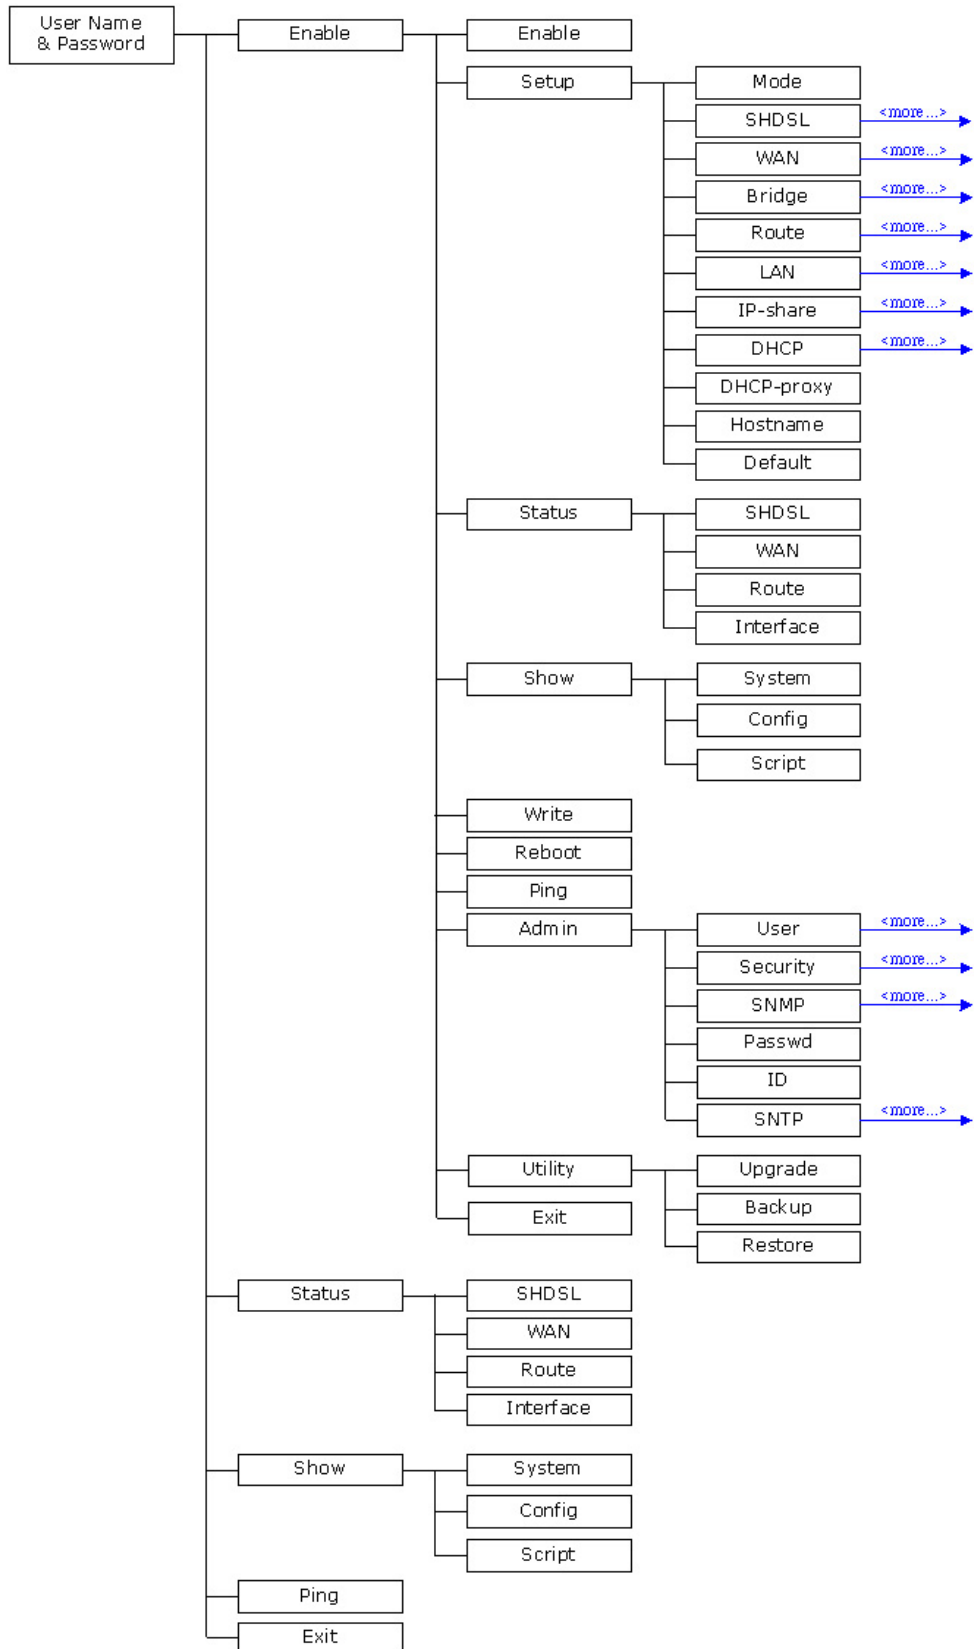 User Name
& Password
Enable
Enable
Setup
Mode
SHDSL
<more...>
WAN
<more...>
Bridge
<more...>
Route
<more...>
LAN
<more...>
IP-share
<more...>
DHCP
<more...>
DHCP-proxy
Hostname
Default
Status
SHDSL
WAN
Route
Interface
Show
System
Config
Script
Write
Reboot
Ping
Admin
User
<more...>
Security
<more...>
SNMP
<more...>
Passwd
ID
SNTP
<more...>
Utility
Upgrade
Backup
Restore
Exit
Status
SHDSL
WAN
Route
Interface
Show
System
Config
Script
Ping
Exit